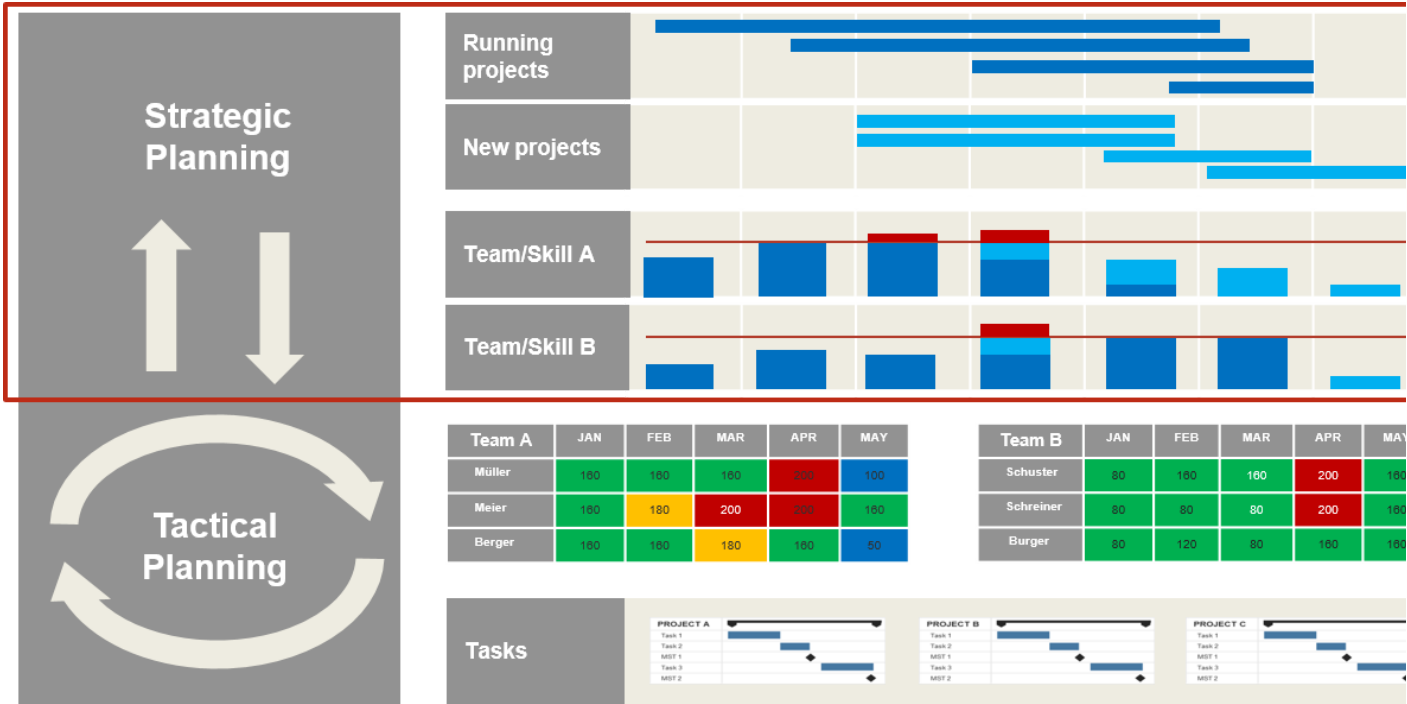 Strategic
Planning
Running
projects
New projects
Team/Skill A
Team/Skill B
Tactical
Planning
Team A JAN FEB MAR APR MAY
Müller 160 160 160 200 100
Meier 160 180 200 200 160
Berger 160 160 180 160 50
Team B JAN FEB MAR APR MAY
Schuster 80 160 160 200 160
Schreiner 80 80 80 200 160
Burger 80 120 80 160 160
Tasks
PROJECT A
Task 1
Task 2
MST 1
Task 3
MST 2
PROJECT B
Task 1
Task 2
MST 1
Task 3
MST 2
PROJECT C
Task 1
Task 2
MST 1
Task 3
MST 2